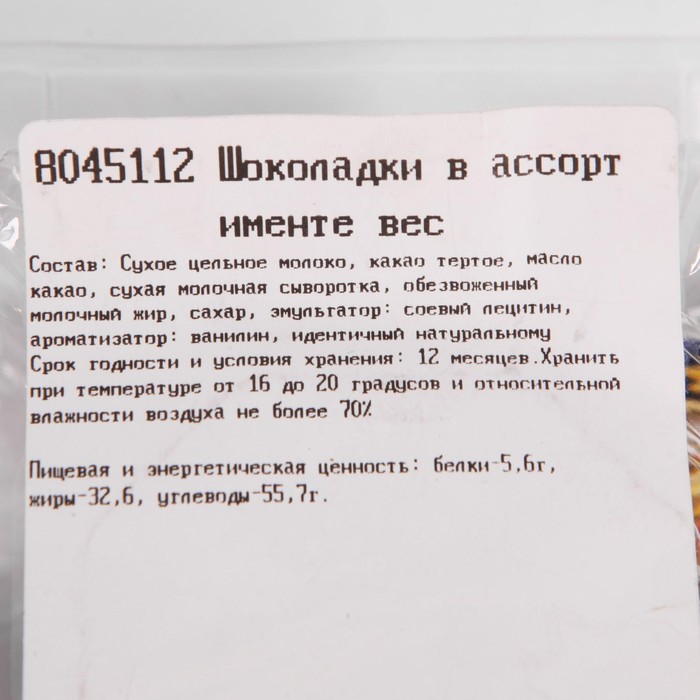 8045112 Шоколадки в ассорт
именте вес
Состав: Сухое цельное молоко, какао тертое, масло
какао, сухая молочная сыворотка, обезвоженный
молочный жир, сахар, эмульгатор: соевый лецитин,
ароматизатор: ванилин, идентичный натуральному
Срок годности и условия хранения: 12 месяцев.Хранить
при температуре от 16 до 20 градусов и относительной
влажности воздуха не более 70%
Пищевая и энергетическая ценность: белки-5,6г,
жиры-32,6, углеводы-55,7г.